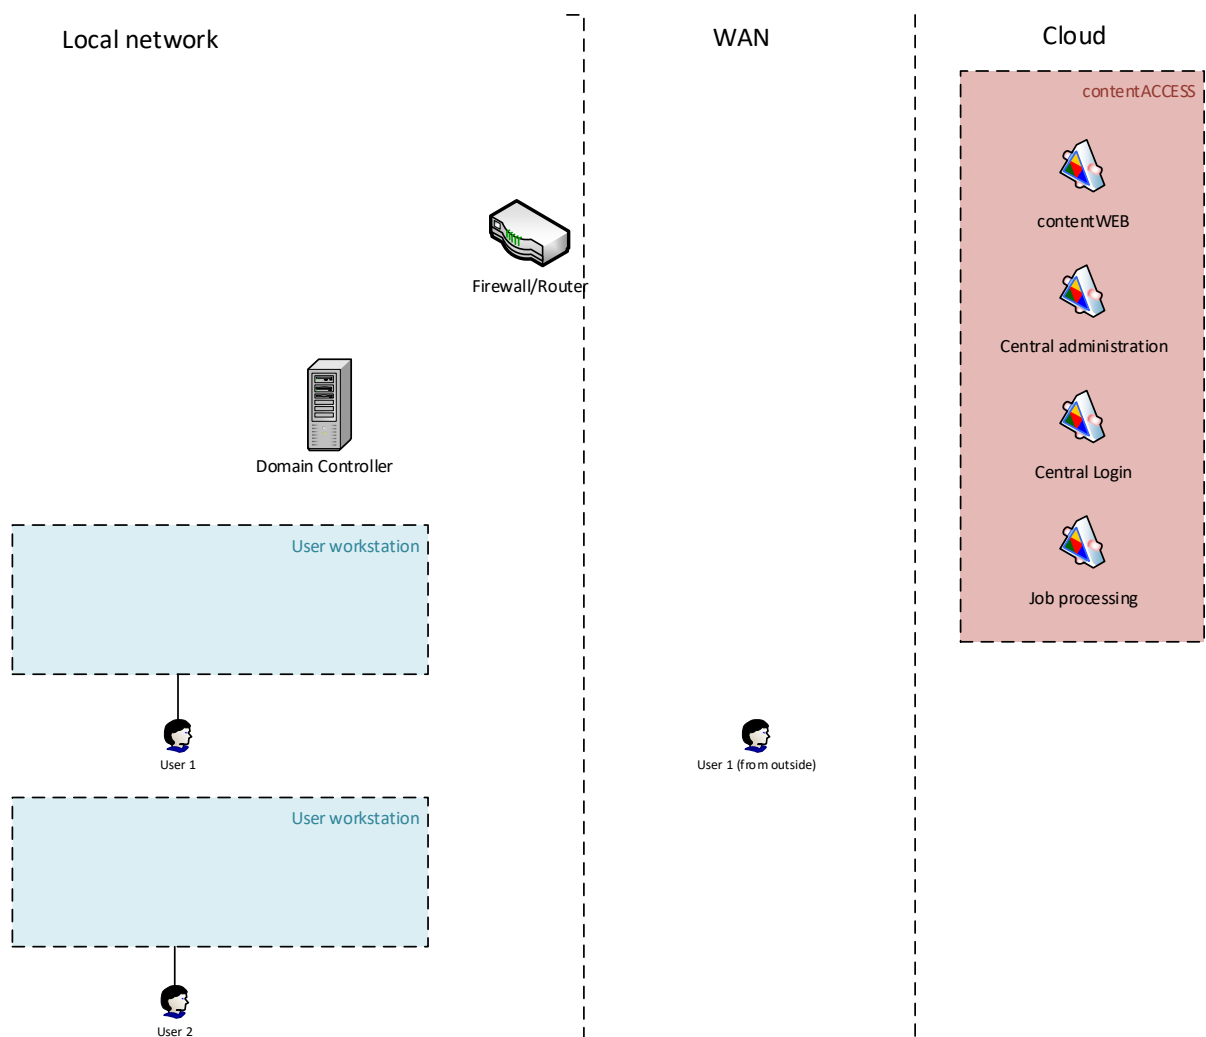 Local network
WAN
Cloud
contentACCESS
contentWEB
Firewall/Router
Central administration
Domain Controller
Central Login
User workstation
Job processing
User 1
User 1 (from outside)
User workstation
User 2